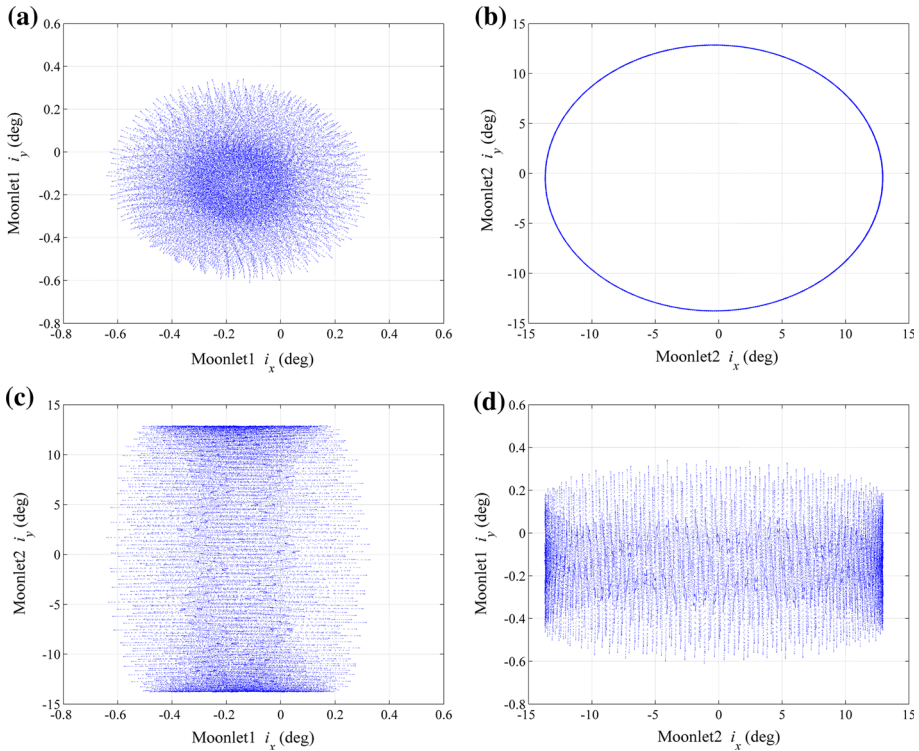 (a)
0.6
0.4
0.2
0
-0.2
-0.4
-0.6
-0.8
-0.8 -0.6 -0.4 -0.2 0 0.2 0.4 0.6
Moonlet1 i_y (deg)
Moonlet1 i_x (deg)
(b)
15
10
5
0
-5
-10
-15
-15 -10 -5 0 5 10 15
Moonlet2 i_y (deg)
Moonlet2 i_x (deg)
(c)
15
10
5
0
-5
-10
-15
-0.8 -0.6 -0.4 -0.2 0 0.2 0.4 0.6
Moonlet2 i_y (deg)
Moonlet1 i_x (deg)
(d)
0.6
0.4
0.2
0
-0.2
-0.4
-0.6
-0.8
-15 -10 -5 0 5 10 15
Moonlet1 i_y (deg)
Moonlet2 i_x (deg)